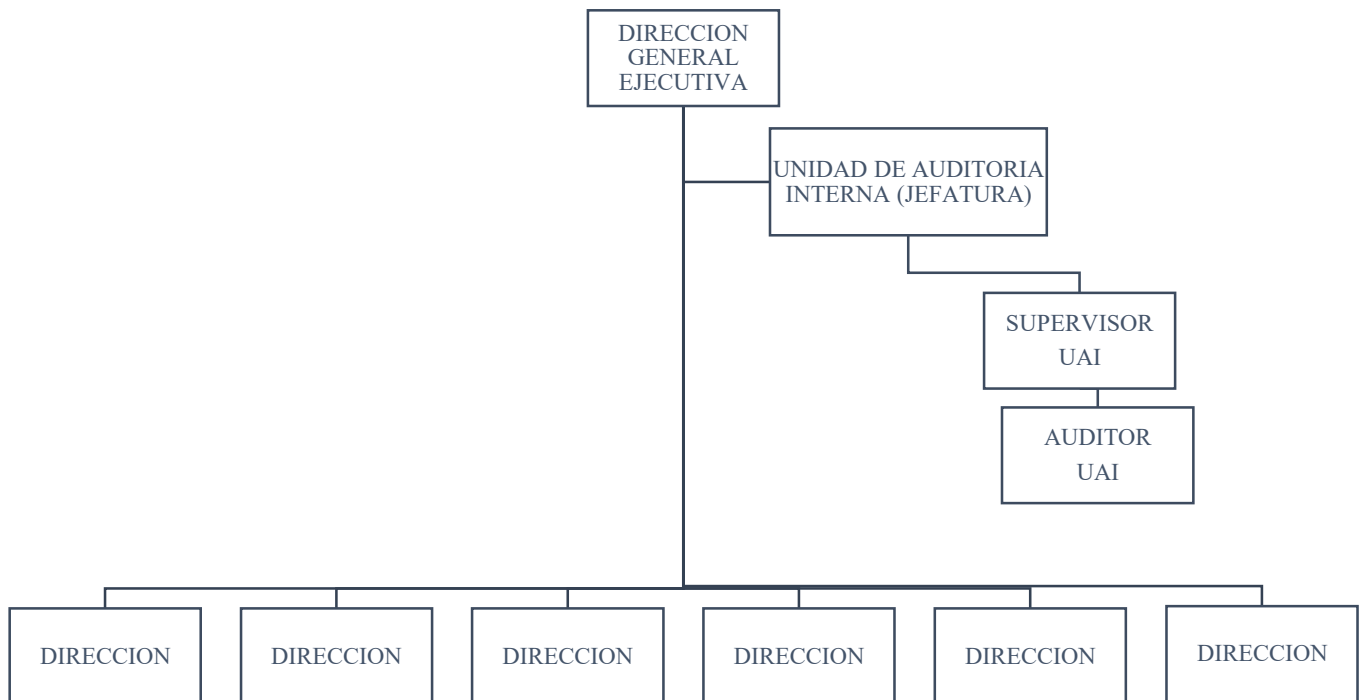 DIRECCION
GENERAL
EJECUTIVA
UNIDAD DE AUDITORIA
INTERNA (JEFATURA)
SUPERVISOR
UAI
AUDITOR
UAI
DIRECCION
DIRECCION
DIRECCION
DIRECCION
DIRECCION
DIRECCION